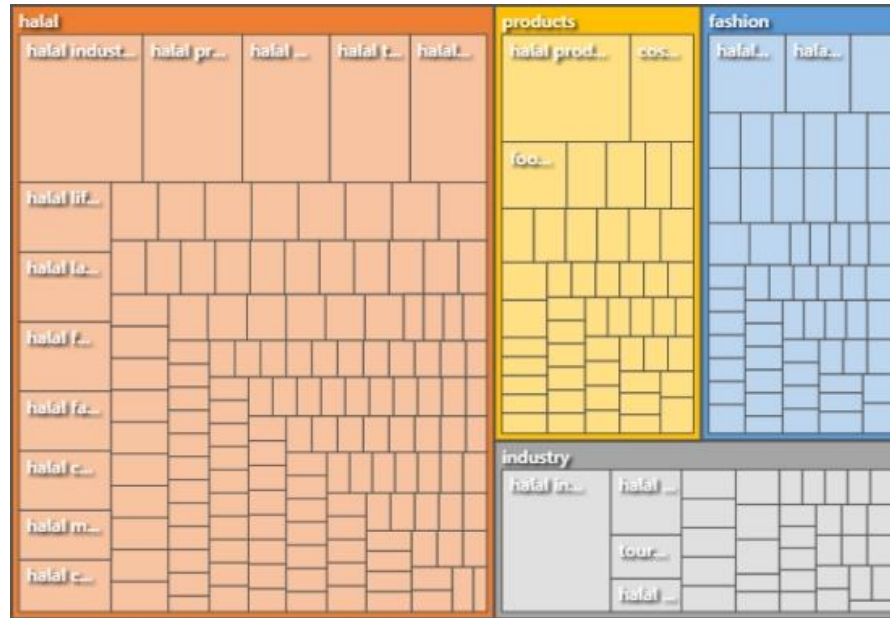 halal
halal indust...
halal pr...
halal ...
halal t...
halal...
halal lif...
halal la...
halal f...
halal fa...
halal c...
halal m...
halal c...
products
halal prod...
cos...
foo...
fashion
halal...
hala...
industry
halal in...
halal ...
tour...
halal ...